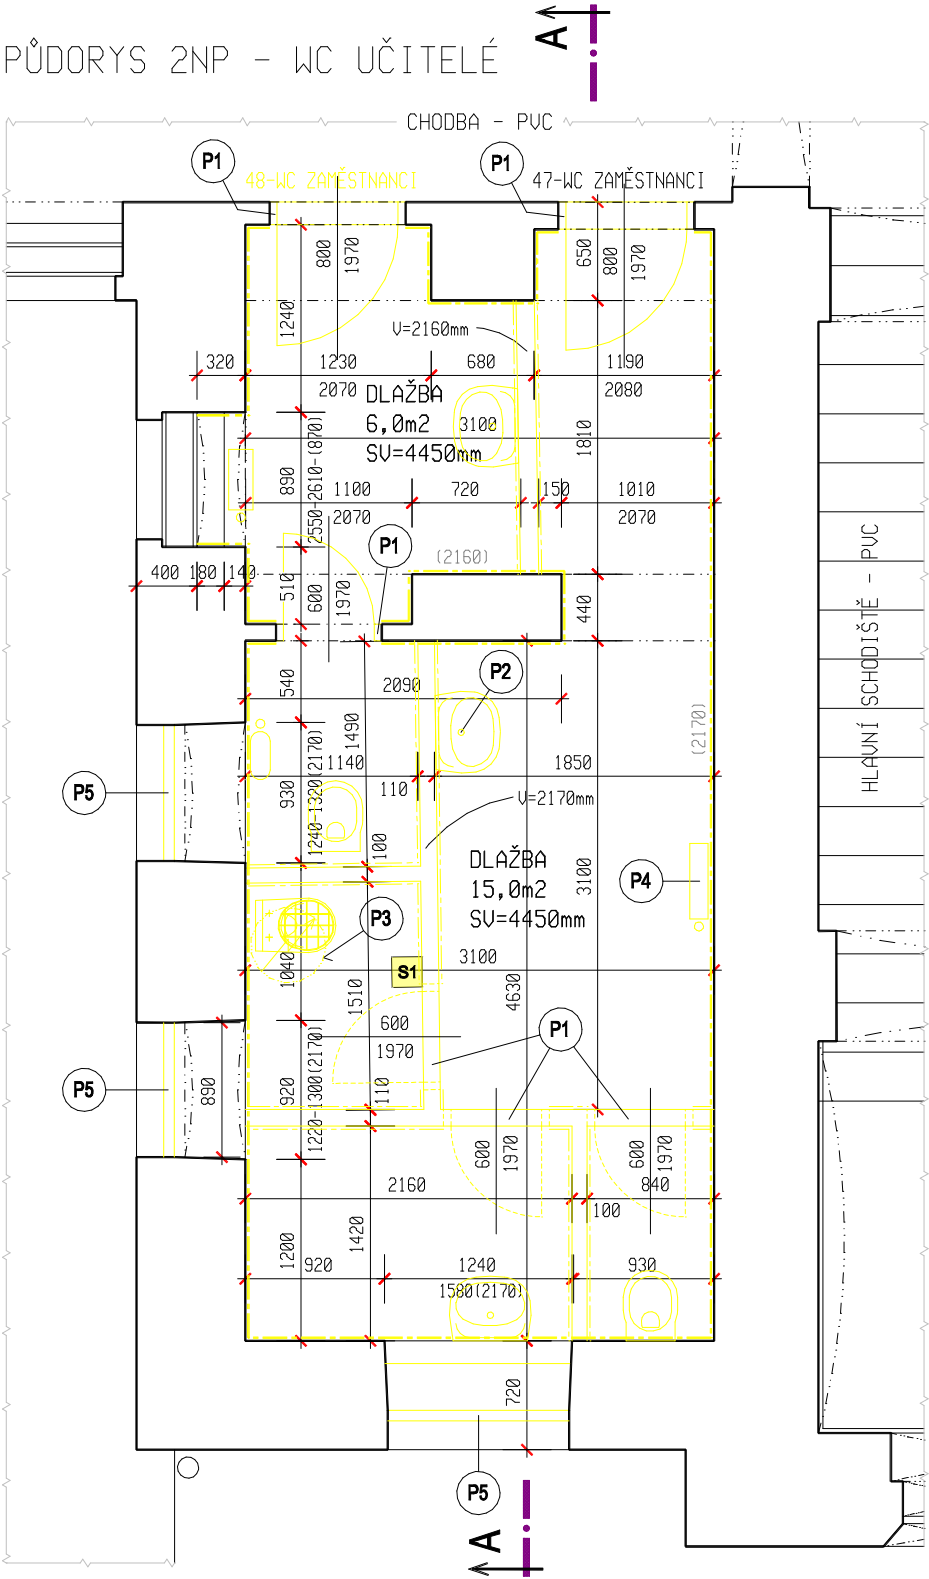 A
PŮDORYS 2NP - WC UČITELÉ
CHODBA - PVC
P1
P1
48-WC ZAMĚSTNANCI
47-WC ZAMĚSTNANCI
800
1970
650
800
1970
1240
V=2160mm
320
1230
2070
680
1190
2080
DLAŽBA
6,0m2
SV=4450mm
3100
1810
890
2550-2610-(870)
1100
2070
720
150
1010
2070
P1
(2160)
400
180
140
510
600
1970
440
HLAVNÍ SCHODIŠTĚ - PVC
P2
540
2090
1490
(2170)
1140
110
1850
P5
930
1240-1320(2170)
V=2170mm
100
DLAŽBA
15,0m2
SV=4450mm
3100
P4
P3
1040
S1
3100
1510
4630
600
1970
P1
P5
890
920
1220-1300(2170)
110
600
1970
600
1970
2160
840
100
1200
1420
920
1240
1580(2170)
930
720
P5
A